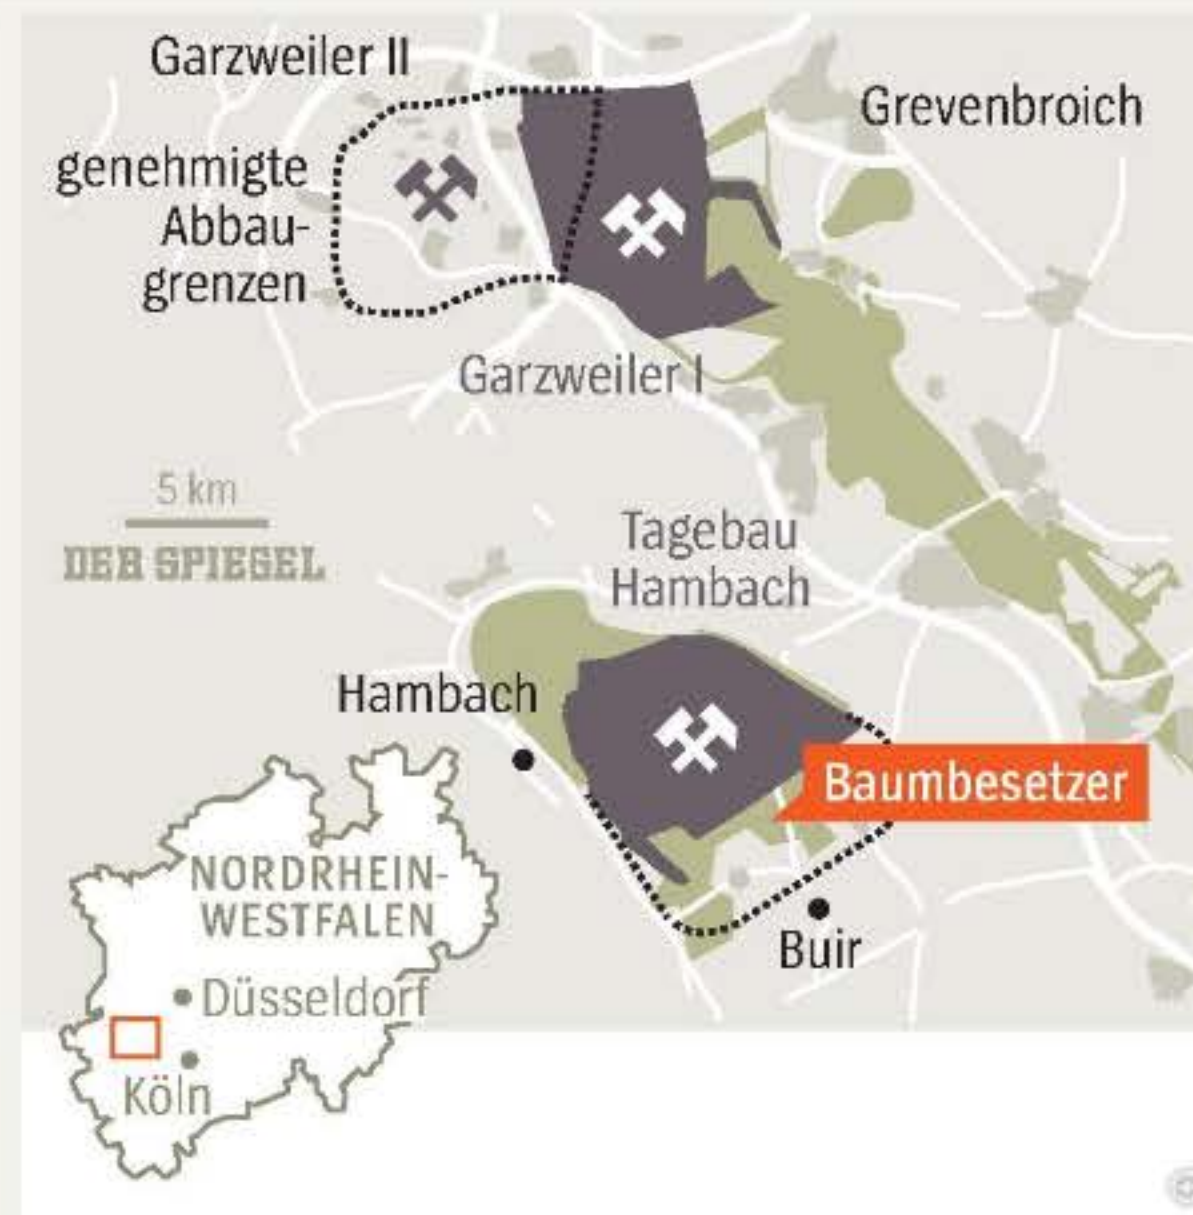 Garzweiler II
Grevenbroich
genehmigte
Abbau-
grenzen
Garzweiler I
5 km
DER SPIEGEL
Tagebau
Hambach
Hambach
Baumbesetzer
Buir
NORDRHEIN-
WESTFALEN
Düsseldorf
Köln